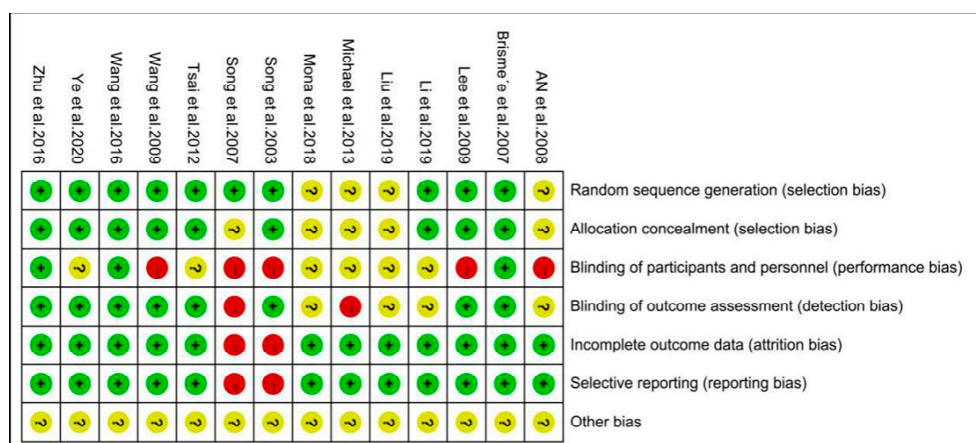 Zhu et al.2016
Ye et al.2020
Wang et al.2016
Wang et al.2009
Tsai et al.2012
Song et al.2007
Song et al.2003
Mona et al.2018
Michael et al.2013
Liu et al.2019
Li et al.2019
Lee et al.2009
Brisme´e et al.2007
AN et al.2008
+ + + + + + + ? ? ? + + + ? Random sequence generation (selection bias)
+ + + + + ? + ? ? ? + + + ? Allocation concealment (selection bias)
+ ? + - ? - - ? ? ? ? - + - Blinding of participants and personnel (performance bias)
+ + + + + - + ? - ? ? + + ? Blinding of outcome assessment (detection bias)
+ + + + + - - + + + + + + + Incomplete outcome data (attrition bias)
+ + + + + - - + + + + + + + Selective reporting (reporting bias)
? ? ? ? ? ? ? ? ? ? ? ? ? ? Other bias